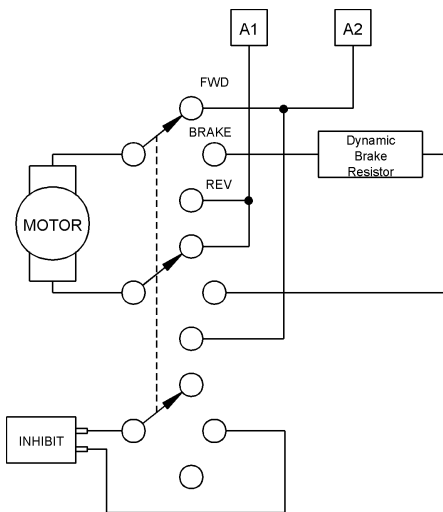 A1 A2
FWD
BRAKE
Dynamic
Brake
Resistor
REV
MOTOR
INHIBIT